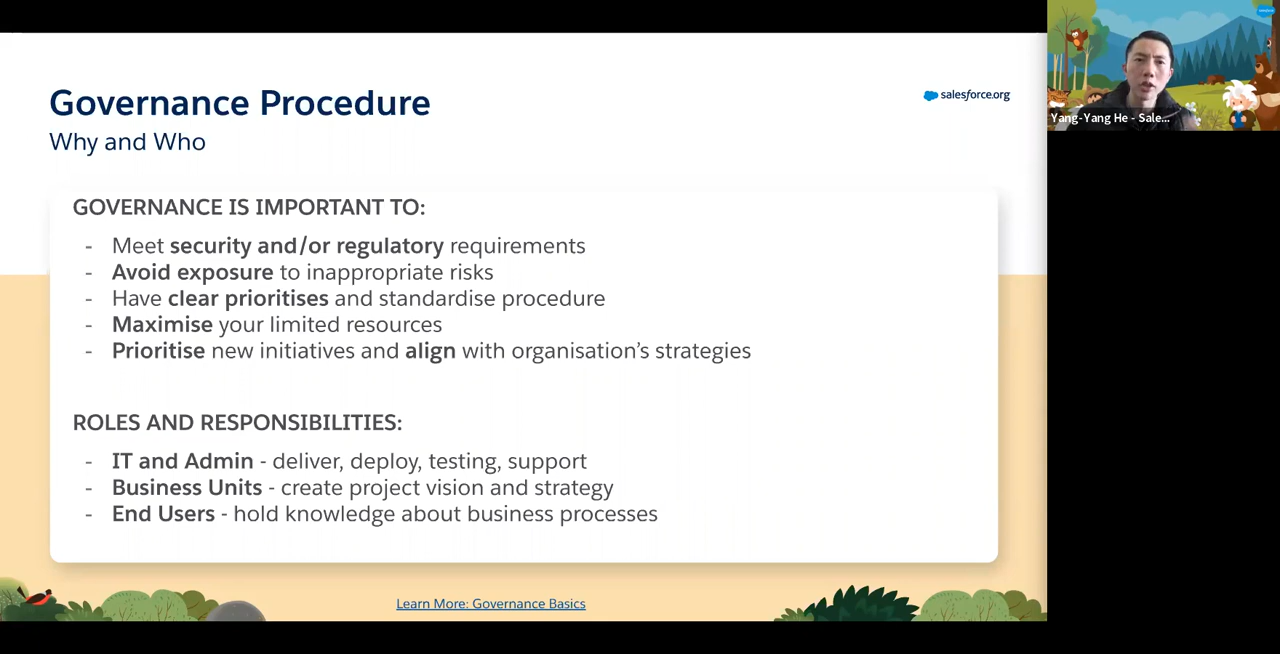 Governance Procedure
Why and Who
salesforce.org
GOVERNANCE IS IMPORTANT TO:
- Meet security and/or regulatory requirements
- Avoid exposure to inappropriate risks
- Have clear prioritises and standardise procedure
- Maximise your limited resources
- Prioritise new initiatives and align with organisation's strategies
ROLES AND RESPONSIBILITIES:
- IT and Admin - deliver, deploy, testing, support
- Business Units - create project vision and strategy
- End Users - hold knowledge about business processes
Learn More: Governance Basics
Yang-Yang He - Sale...